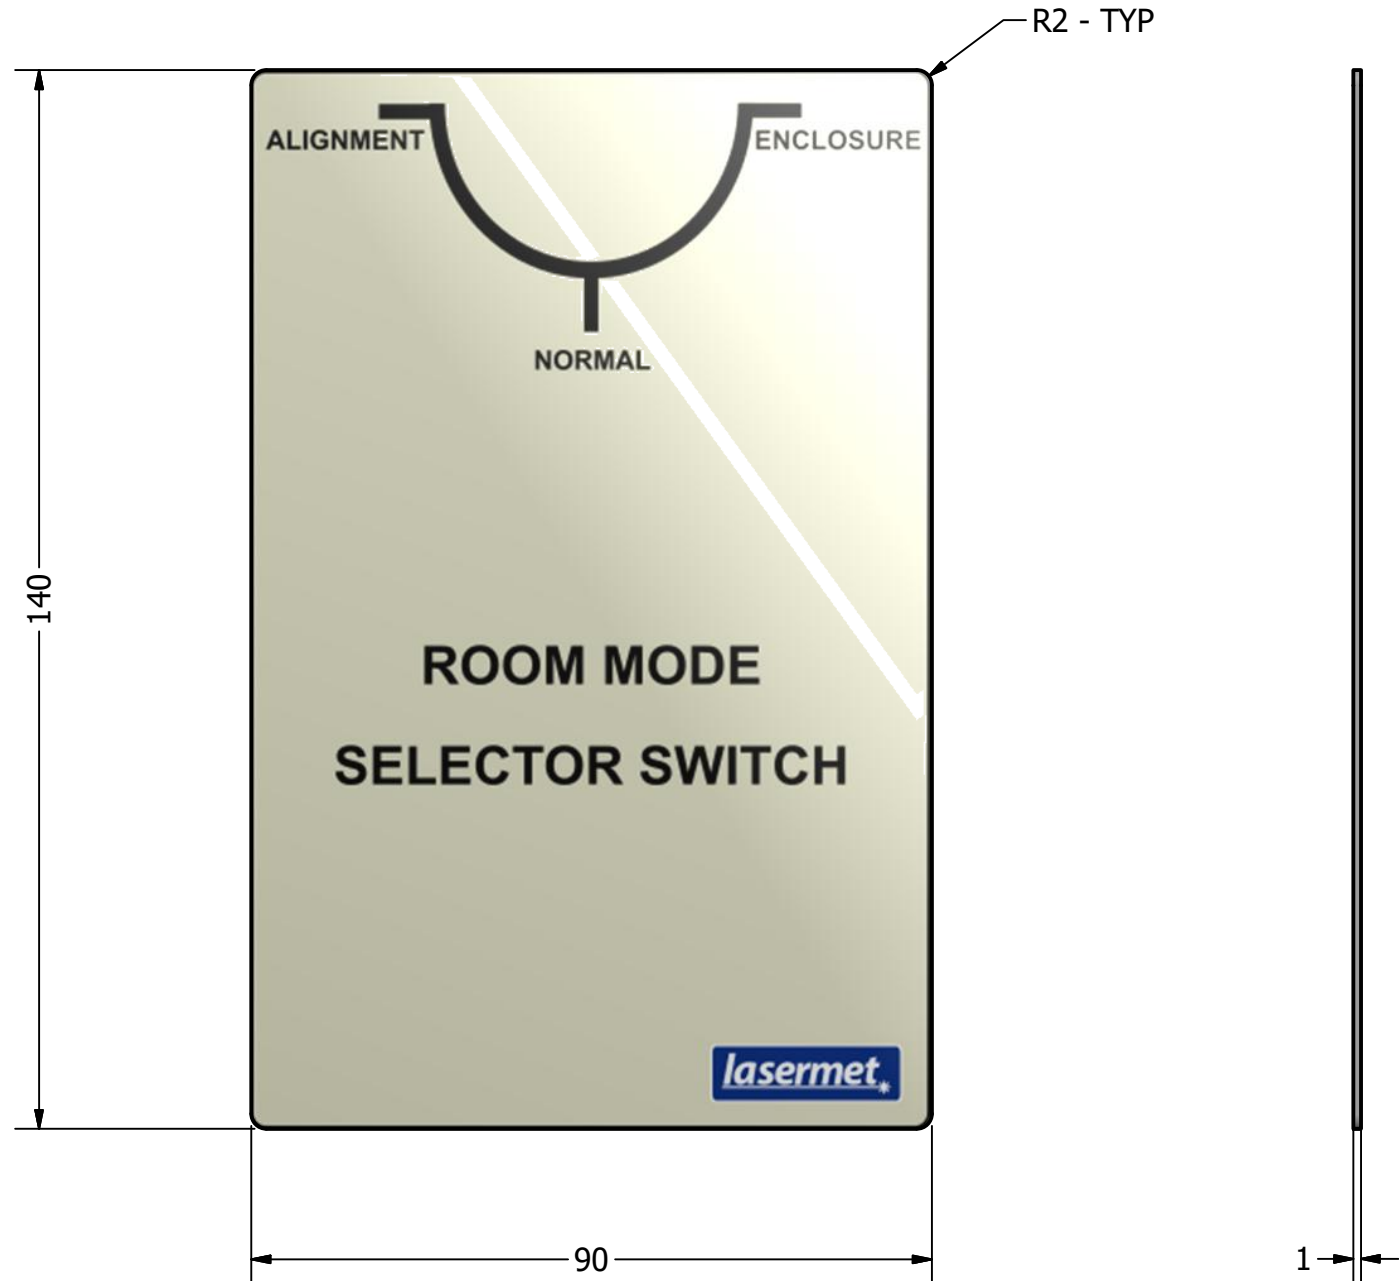 R2 - TYP
ALIGNMENT
ENCLOSURE
NORMAL
140
ROOM MODE
SELECTOR SWITCH
lasermet
90
1